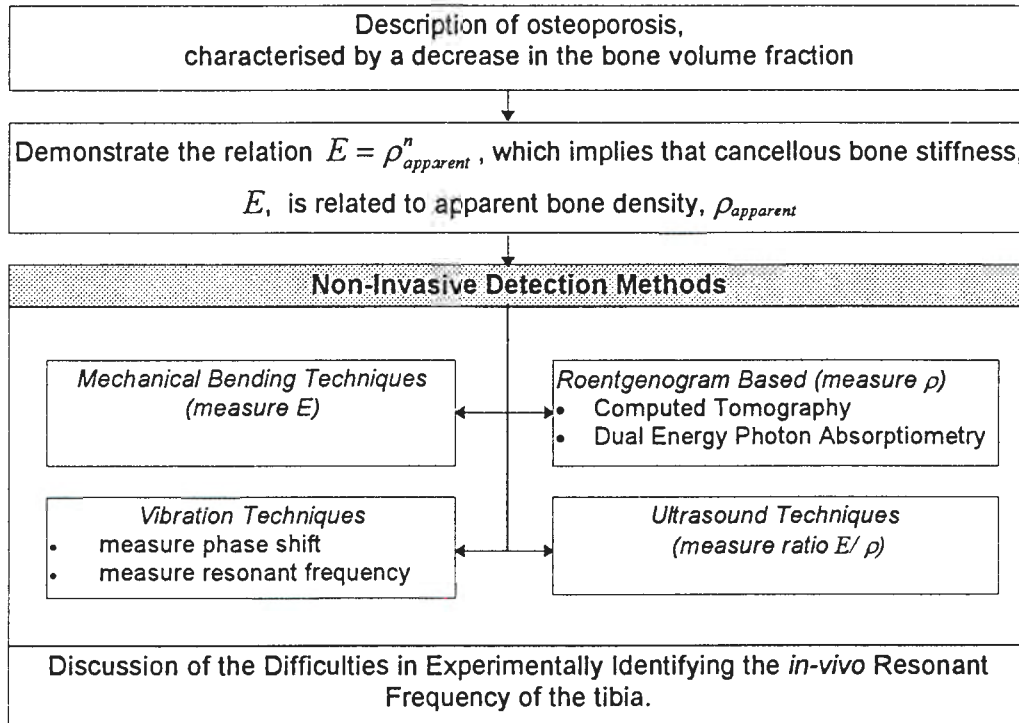 Description of osteoporosis,
characterised by a decrease in the bone volume fraction
Demonstrate the relation E = ρⁿ_apparent , which implies that cancellous bone stiffness,
E, is related to apparent bone density, ρ_apparent
Non-Invasive Detection Methods
Mechanical Bending Techniques
(measure E)
Roentgenogram Based (measure ρ)
• Computed Tomography
• Dual Energy Photon Absorptiometry
Vibration Techniques
• measure phase shift
• measure resonant frequency
Ultrasound Techniques
(measure ratio E/ ρ)
Discussion of the Difficulties in Experimentally Identifying the in-vivo Resonant
Frequency of the tibia.